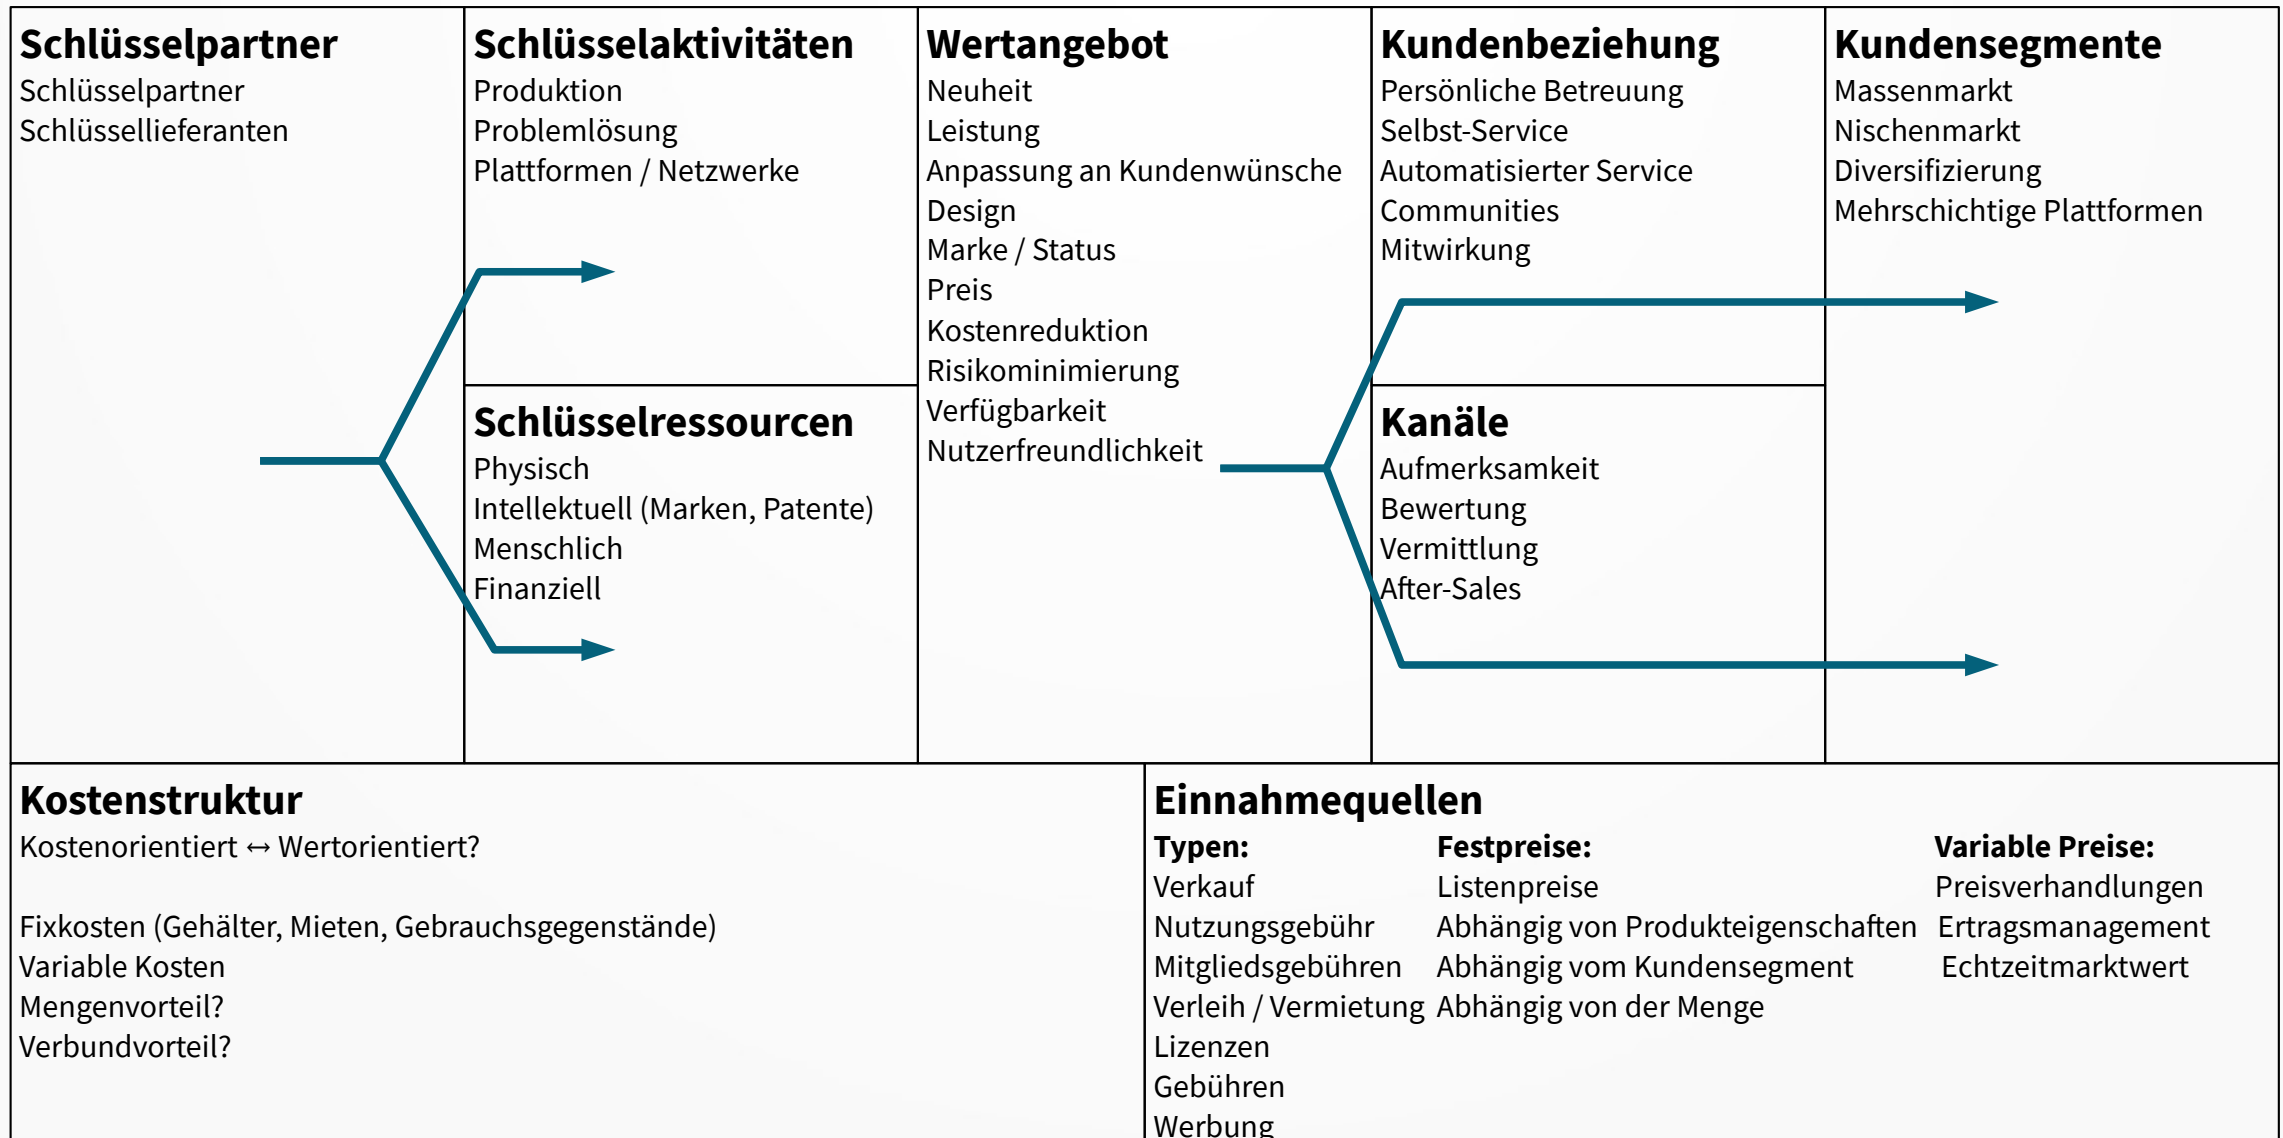 Schlüsselpartner
Schlüsselpartner
Schlüssellieferanten
Schlüsselaktivitäten
Produktion
Problemlösung
Plattformen / Netzwerke
Schlüsselressourcen
Physisch
Intellektuell (Marken, Patente)
Menschlich
Finanziell
Wertangebot
Neuheit
Leistung
Anpassung an Kundenwünsche
Design
Marke / Status
Preis
Kostenreduktion
Risikominimierung
Verfügbarkeit
Nutzerfreundlichkeit
Kundenbeziehung
Persönliche Betreuung
Selbst-Service
Automatisierter Service
Communities
Mitwirkung
Kanäle
Aufmerksamkeit
Bewertung
Vermittlung
After-Sales
Kundensegmente
Massenmarkt
Nischenmarkt
Diversifizierung
Mehrschichtige Plattformen
Kostenstruktur
Kostenorientiert ↔ Wertorientiert?
Fixkosten (Gehälter, Mieten, Gebrauchsgegenstände)
Variable Kosten
Mengenvorteil?
Verbundvorteil?
Einnahmequellen
Typen:
Verkauf
Nutzungsgebühr
Mitgliedsgebühren
Verleih / Vermietung
Lizenzen
Gebühren
Werbung
Festpreise:
Listenpreise
Abhängig von Produkteigenschaften
Abhängig vom Kundensegment
Abhängig von der Menge
Variable Preise:
Preisverhandlungen
Ertragsmanagement
Echtzeitmarktwert